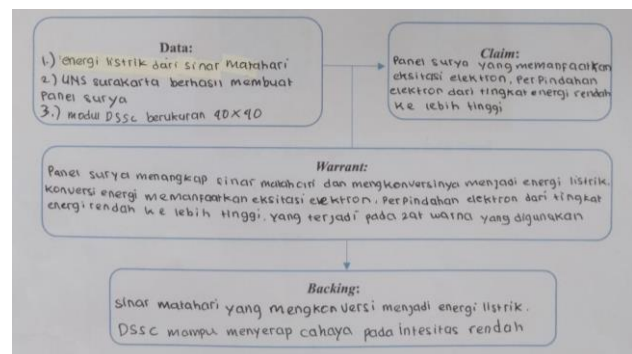 Data:
1.) energi listrik dari sinar matahari
2) UNS surakarta berhasil membuat
panel surya
3.) modul DSSC berukuran 40x40
Claim:
Panel surya yang memanfaatkan
eksitasi elektron, Perpindahan
elektron dari tingkat energi rendah
ke lebih tinggi
Warrant:
Panel surya menangkap sinar matahari dan mengkonversinya menjadi energi listrik.
konversi energi memanfaatkan eksitasi elektron, Perpindahan elektron dari tingkat
energi rendah ke lebih tinggi, yang terjadi pada zat warna yang digunakan
Backing:
sinar matahari yang mengkonversi menjadi energi listrik.
DSSC mampu menyerap cahaya pada intesitas rendah